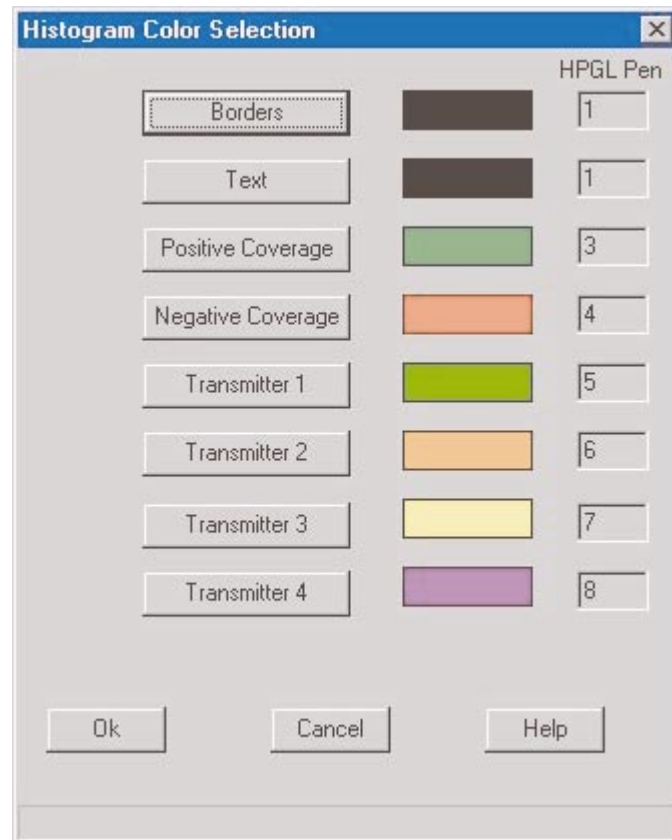 Histogram Color Selection
HPGL Pen
Borders 1
Text 1
Positive Coverage 3
Negative Coverage 4
Transmitter 1 5
Transmitter 2 6
Transmitter 3 7
Transmitter 4 8
Ok Cancel Help